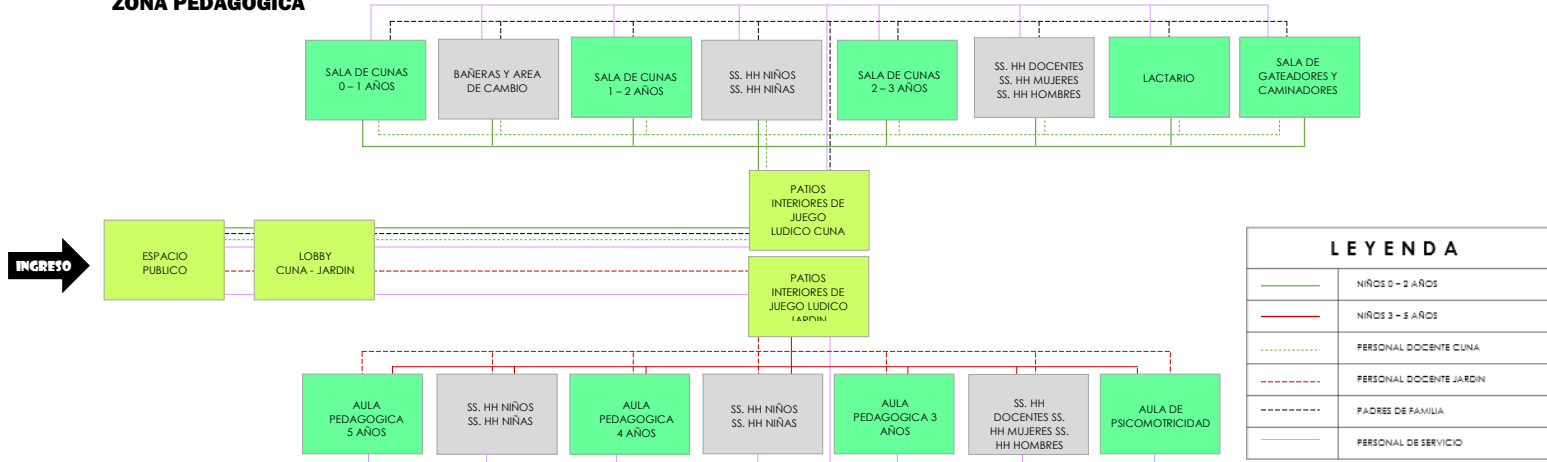 ZONA PEDAGOGICA
SALA DE CUNAS
0 – 1 AÑOS
BAÑERAS Y AREA
DE CAMBIO
SALA DE CUNAS
1 – 2 AÑOS
SS. HH NIÑOS
SS. HH NIÑAS
SALA DE CUNAS
2 – 3 AÑOS
SS. HH DOCENTES
SS. HH MUJERES
SS. HH HOMBRES
LACTARIO
SALA DE
GATEADORES Y
CAMINADORES
PATIOS
INTERIORES DE
JUEGO
LUDICO CUNA
INGRESO
ESPACIO
PUBLICO
LOBBY
CUNA - JARDIN
PATIOS
INTERIORES DE
JUEGO LUDICO
JARDIN
LEYENDA
NIÑOS 0 – 2 AÑOS
NIÑOS 3 – 5 AÑOS
PERSONAL DOCENTE CUNA
PERSONAL DOCENTE JARDIN
PADRES DE FAMILIA
PERSONAL DE SERVICIO
AULA
PEDAGOGICA
5 AÑOS
SS. HH NIÑOS
SS. HH NIÑAS
AULA
PEDAGOGICA
4 AÑOS
SS. HH NIÑOS
SS. HH NIÑAS
AULA
PEDAGOGICA 3
AÑOS
SS. HH
DOCENTES SS.
HH MUJERES SS.
HH HOMBRES
AULA DE
PSICOMOTRICIDAD